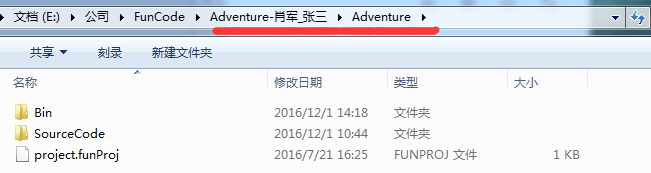 文档 (E:) ▸ 公司 ▸ FunCode ▸ Adventure-肖军_张三 ▸ Adventure ▸
共享 ▼ 刻录 新建文件夹
名称 修改日期 类型 大小
Bin 2016/12/1 14:18 文件夹
SourceCode 2016/12/1 10:44 文件夹
project.funProj 2016/7/21 16:25 FUNPROJ 文件 1 KB